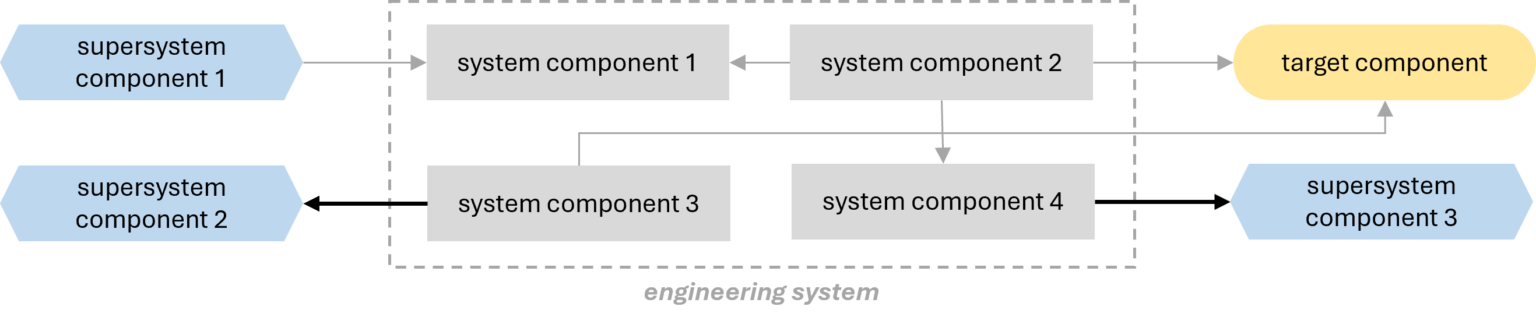 supersystem
component 1
system component 1
system component 2
target component
supersystem
component 2
system component 3
system component 4
supersystem
component 3
engineering system